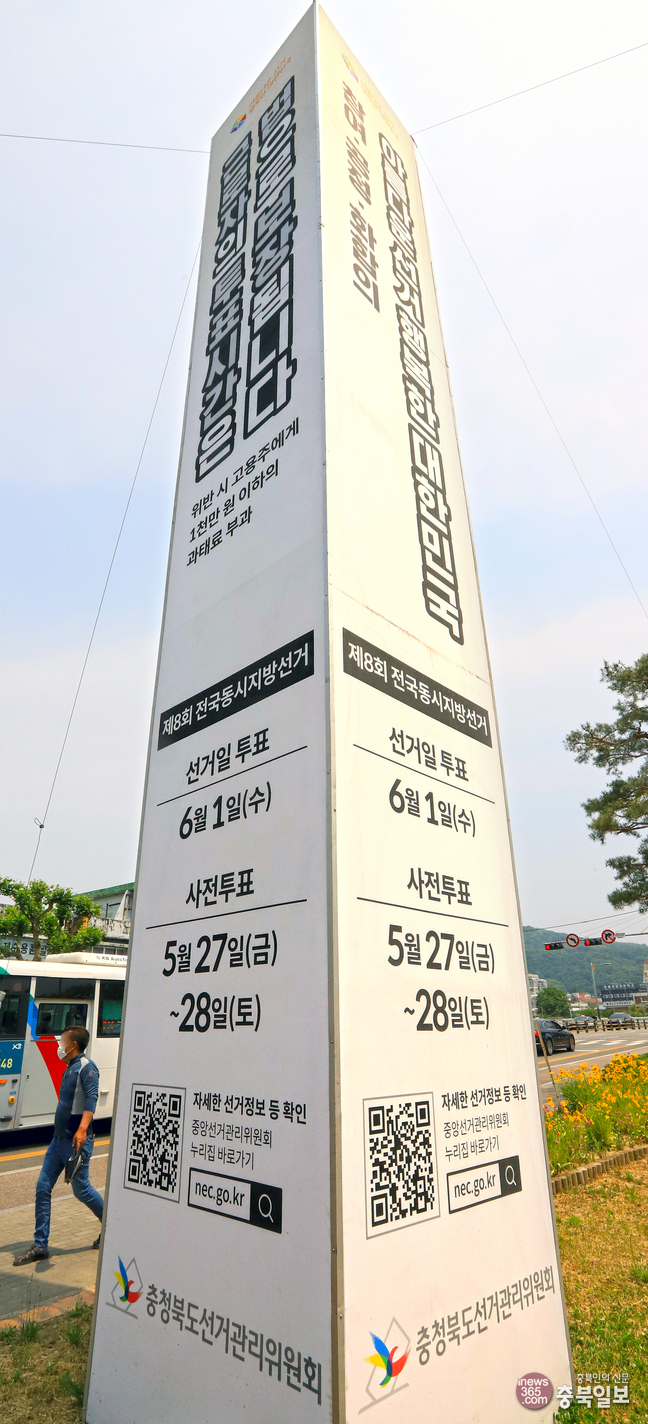 법으로 보장됩니다
근로자의 투표시간은
위반 시 고용주에게
1천만 원 이하의
과태료 부과
제8회 전국동시지방선거
선거일 투표
6월 1일(수)
사전투표
5월 27일(금)
~28일(토)
자세한 선거정보 등 확인
중앙선거관리위원회
누리집 바로가기
nec.go.kr
충청북도선거관리위원회
참여·공정·화합의
아름다운 선거 행복한 대한민국
제8회 전국동시지방선거
선거일 투표
6월 1일(수)
사전투표
5월 27일(금)
~28일(토)
자세한 선거정보 등 확인
중앙선거관리위원회
누리집 바로가기
nec.go.kr
충청북도선거관리위원회
48
inews
365.com
충북인의 신문
충북일보